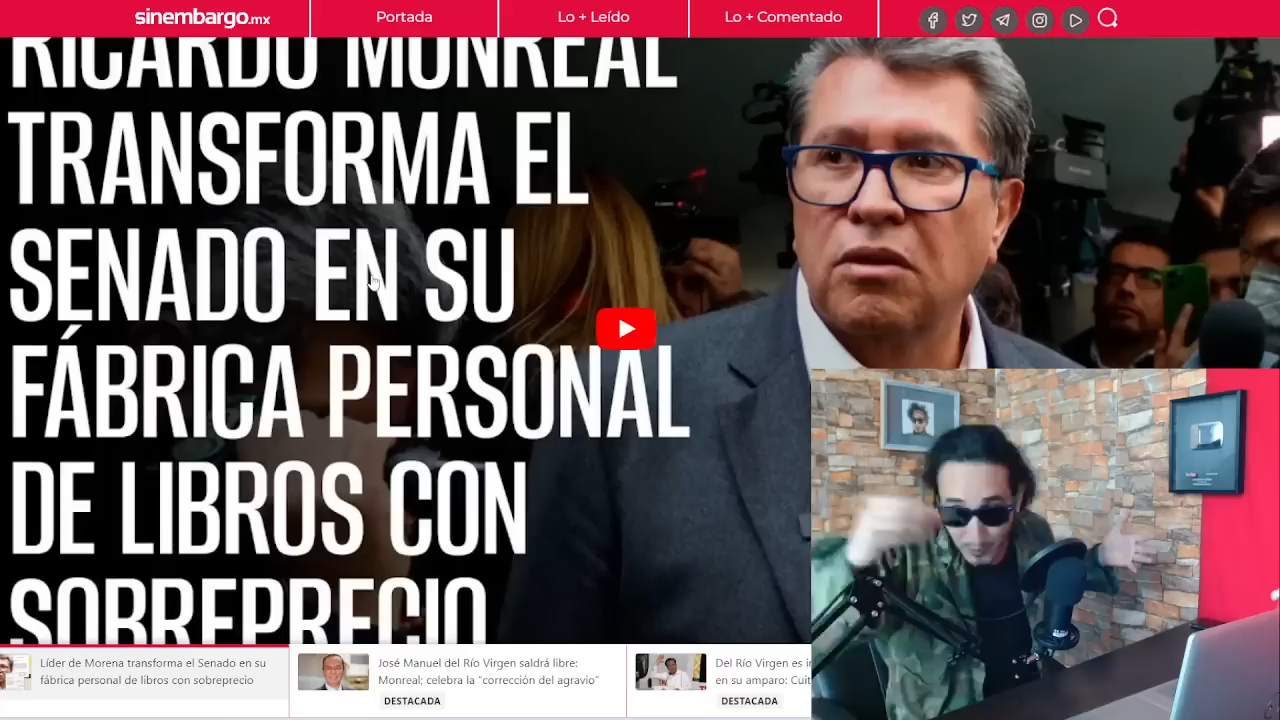 sinembargo.mx
Portada
Lo + Leído
Lo + Comentado
RICARDO MONREAL
TRANSFORMA EL
SENADO EN SU
FÁBRICA PERSONAL
DE LIBROS CON
SOBREPRECIO
Líder de Morena transforma el Senado en su
fábrica personal de libros con sobreprecio
José Manuel del Río Virgen saldrá libre:
Monreal; celebra la “corrección del agravio”
DESTACADA
Del Río Virgen es
en su amparo:
DESTACADA